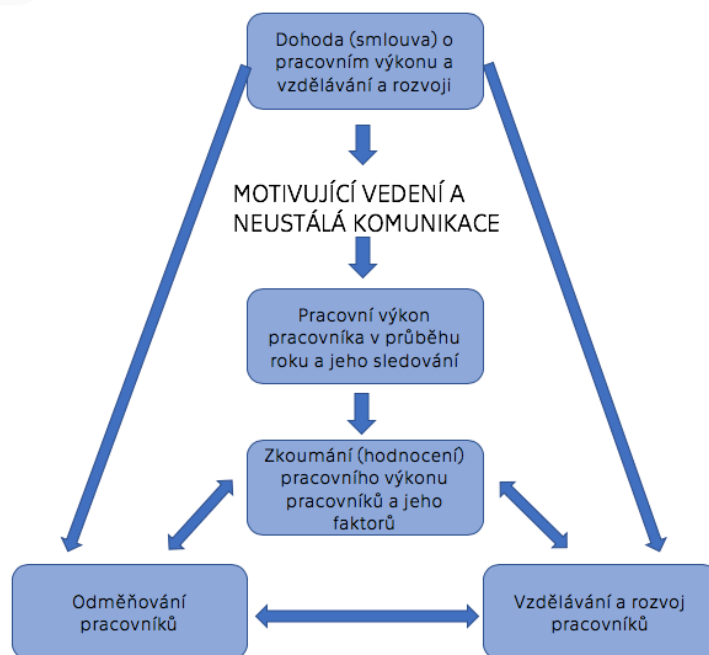 Dohoda (smlouva) o
pracovním výkonu a
vzdělávání a rozvoji
MOTIVUJÍCÍ VEDENÍ A
NEUSTÁLÁ KOMUNIKACE
Pracovní výkon
pracovníka v průběhu
roku a jeho sledování
Zkoumání (hodnocení)
pracovního výkonu
pracovníků a jeho
faktorů
Odměňování
pracovníků
Vzdělávání a rozvoj
pracovníků